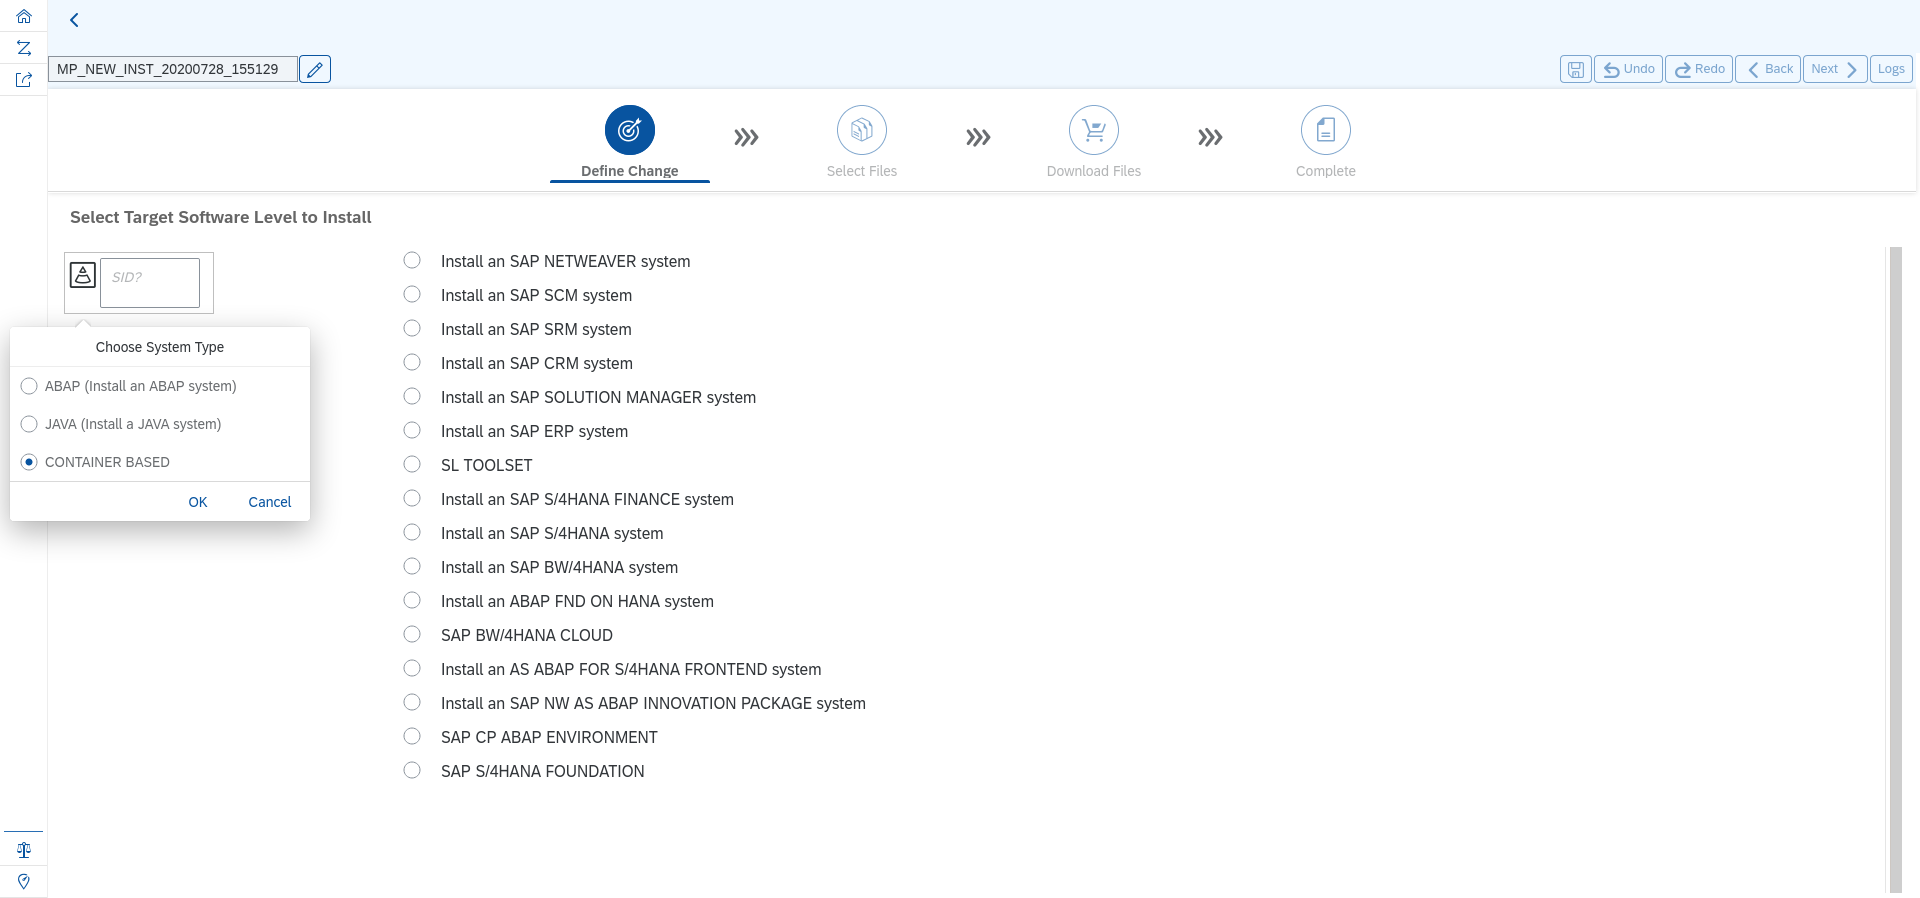 MP_NEW_INST_20200728_155129
Undo
Redo
Back
Next
Logs
Define Change
Select Files
Download Files
Complete
Select Target Software Level to Install
SID?
Choose System Type
ABAP (Install an ABAP system)
JAVA (Install a JAVA system)
CONTAINER BASED
OK
Cancel
Install an SAP NETWEAVER system
Install an SAP SCM system
Install an SAP SRM system
Install an SAP CRM system
Install an SAP SOLUTION MANAGER system
Install an SAP ERP system
SL TOOLSET
Install an SAP S/4HANA FINANCE system
Install an SAP S/4HANA system
Install an SAP BW/4HANA system
Install an ABAP FND ON HANA system
SAP BW/4HANA CLOUD
Install an AS ABAP FOR S/4HANA FRONTEND system
Install an SAP NW AS ABAP INNOVATION PACKAGE system
SAP CP ABAP ENVIRONMENT
SAP S/4HANA FOUNDATION